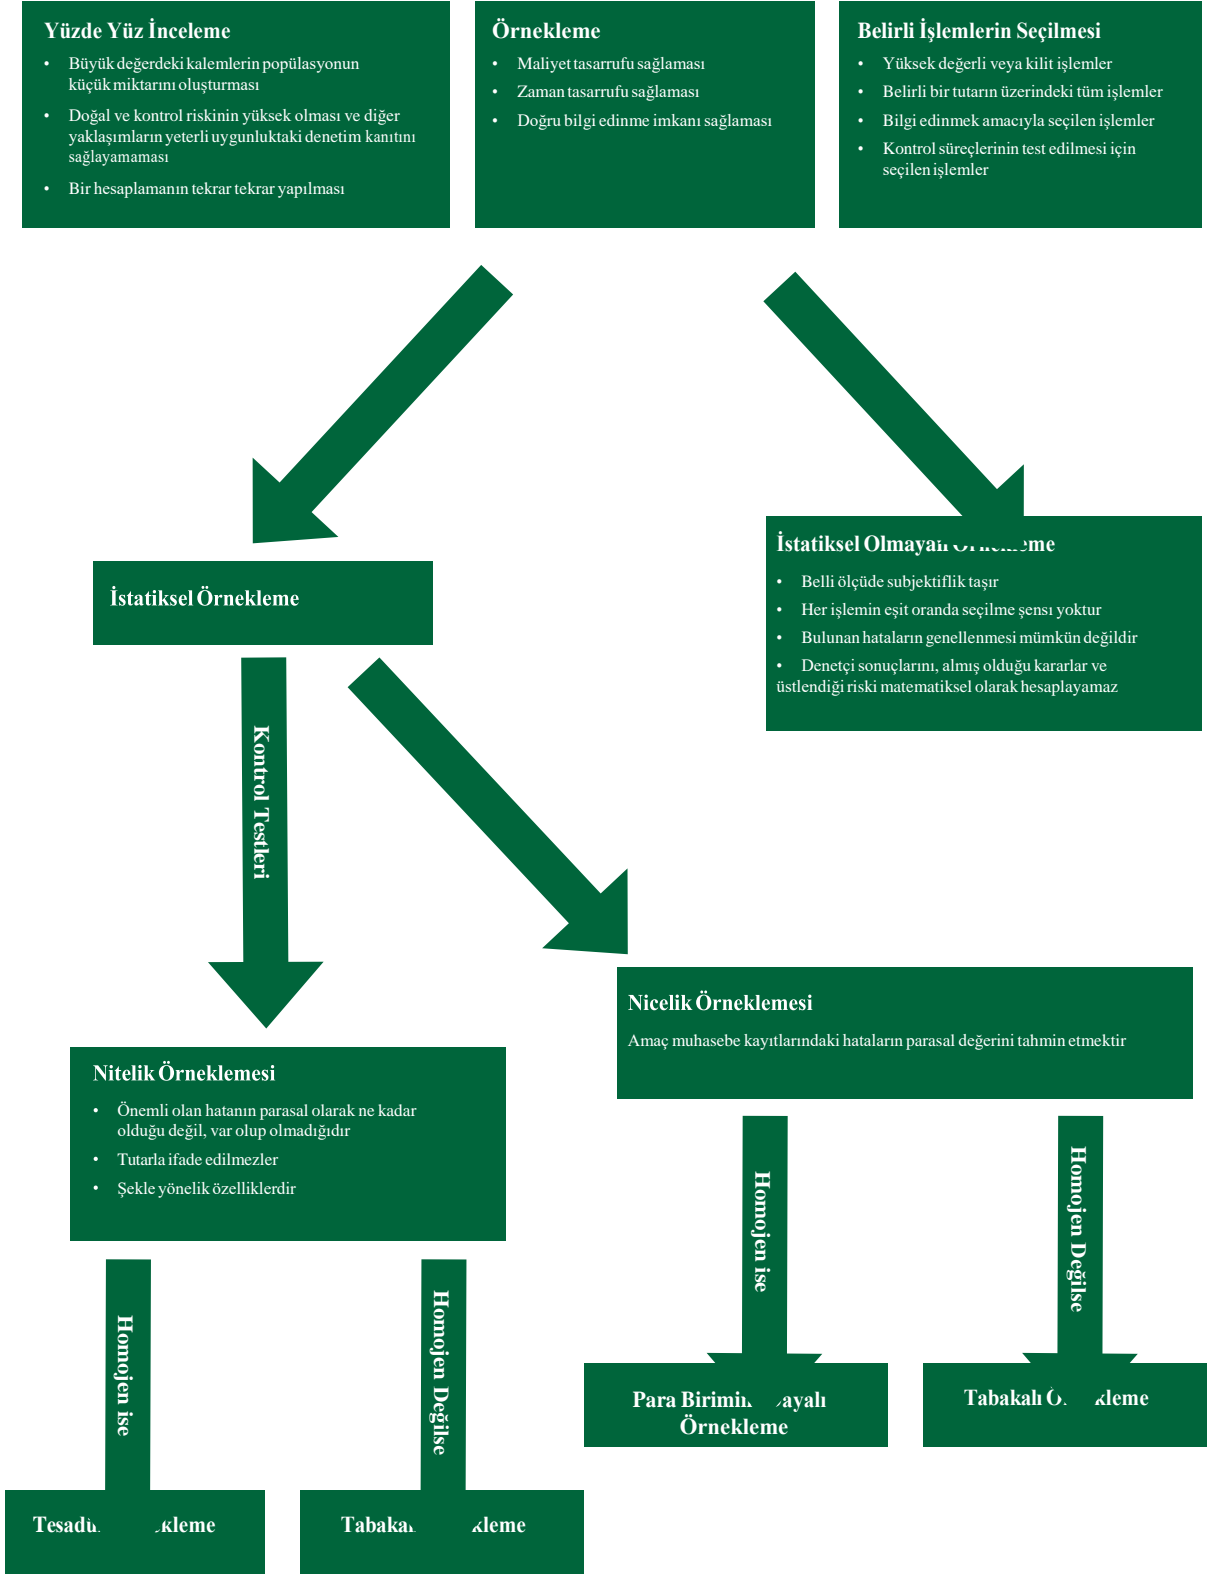 Yüzde Yüz İnceleme
• Büyük değerdeki kalemlerin popülasyonun
küçük miktarını oluşturması
• Doğal ve kontrol riskinin yüksek olması ve diğer
yaklaşımların yeterli uygunluktaki denetim kanıtını
sağlayamaması
• Bir hesaplamanın tekrar tekrar yapılması
Örnekleme
• Maliyet tasarrufu sağlaması
• Zaman tasarrufu sağlaması
• Doğru bilgi edinme imkanı sağlaması
Belirli İşlemlerin Seçilmesi
• Yüksek değerli veya kilit işlemler
• Belirli bir tutarın üzerindeki tüm işlemler
• Bilgi edinmek amacıyla seçilen işlemler
• Kontrol süreçlerinin test edilmesi için
seçilen işlemler
İstatiksel Örnekleme
İstatiksel Olmayan
• Belli ölçüde subjektiflik taşır
• Her işlemin eşit oranda seçilme şensı yoktur
• Bulunan hataların genellenmesi mümkün değildir
• Denetçi sonuçlarını, almış olduğu kararlar ve
üstlendiği riski matematiksel olarak hesaplayamaz
Kontrol Testleri
Nicelik Örneklemesi
Amaç muhasebe kayıtlarındaki hataların parasal değerini tahmin etmektir
Nitelik Örneklemesi
• Önemli olan hatanın parasal olarak ne kadar
olduğu değil, var olup olmadığıdır
• Tutarla ifade edilmezler
• Şekle yönelik özelliklerdir
Homojen ise
Homojen Değilse
Para
Örnekleme
Tabakalı
Homojen ise
Homojen Değilse